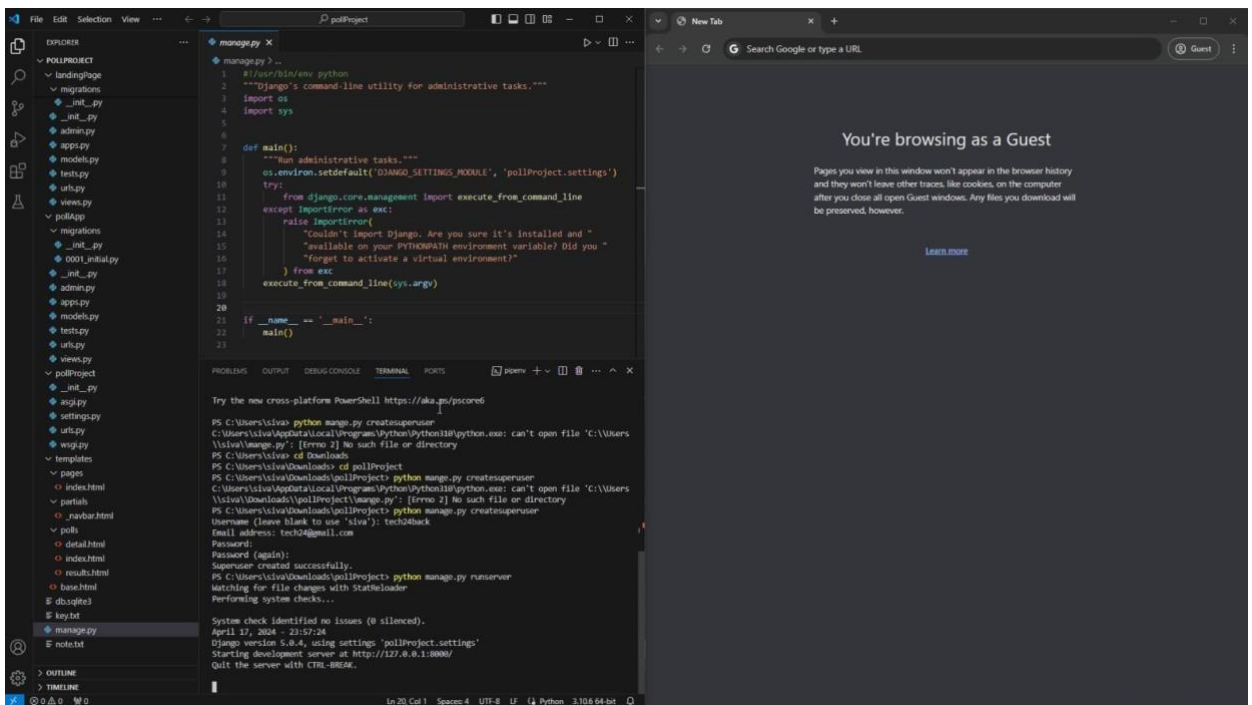 File Edit Selection View ··· pollProject
EXPLORER ···
POLLPROJECT
landingPage
migrations
__init__.py
__init__.py
admin.py
apps.py
models.py
tests.py
urls.py
views.py
pollApp
migrations
__init__.py
0001_initial.py
__init__.py
admin.py
apps.py
models.py
tests.py
urls.py
views.py
pollProject
__init__.py
asgi.py
settings.py
urls.py
wsgi.py
templates
pages
index.html
partials
_navbar.html
polls
detail.html
index.html
results.html
base.html
db.sqlite3
key.txt
manage.py
note.txt
OUTLINE
TIMELINE
manage.py
manage.py > ...
1 #!/usr/bin/env python
2 """Django's command-line utility for administrative tasks."""
3 import os
4 import sys
5
6
7 def main():
8 """Run administrative tasks."""
9 os.environ.setdefault('DJANGO_SETTINGS_MODULE', 'pollProject.settings')
10 try:
11 from django.core.management import execute_from_command_line
12 except ImportError as exc:
13 raise ImportError(
14 "Couldn't import Django. Are you sure it's installed and "
15 "available on your PYTHONPATH environment variable? Did you "
16 "forget to activate a virtual environment?"
17 ) from exc
18 execute_from_command_line(sys.argv)
19
20
21 if __name__ == '__main__':
22 main()
23
PROBLEMS OUTPUT DEBUG CONSOLE TERMINAL PORTS pipenv
Try the new cross-platform PowerShell https://aka.ms/pscore6
PS C:\Users\siva> python mange.py createsuperuser
C:\Users\siva\AppData\Local\Programs\Python\Python310\python.exe: can't open file 'C:\\Users
\\siva\\mange.py': [Errno 2] No such file or directory
PS C:\Users\siva> cd Downloads
PS C:\Users\siva\Downloads> cd pollProject
PS C:\Users\siva\Downloads\pollProject> python mange.py createsuperuser
C:\Users\siva\AppData\Local\Programs\Python\Python310\python.exe: can't open file 'C:\\Users
\\siva\\Downloads\\pollProject\\mange.py': [Errno 2] No such file or directory
PS C:\Users\siva\Downloads\pollProject> python manage.py createsuperuser
Username (leave blank to use 'siva'): tech24back
Email address: tech24@gmail.com
Password:
Password (again):
Superuser created successfully.
PS C:\Users\siva\Downloads\pollProject> python manage.py runserver
Watching for file changes with StatReloader
Performing system checks...
System check identified no issues (0 silenced).
April 17, 2024 - 23:57:24
Django version 5.0.4, using settings 'pollProject.settings'
Starting development server at http://127.0.0.1:8000/
Quit the server with CTRL-BREAK.
0 0 0 Ln 20, Col 1 Spaces: 4 UTF-8 LF Python 3.10.6 64-bit
New Tab
G Search Google or type a URL Guest
You're browsing as a Guest
Pages you view in this window won't appear in the browser history
and they won't leave other traces, like cookies, on the computer
after you close all open Guest windows. Any files you download will
be preserved, however.
Learn more